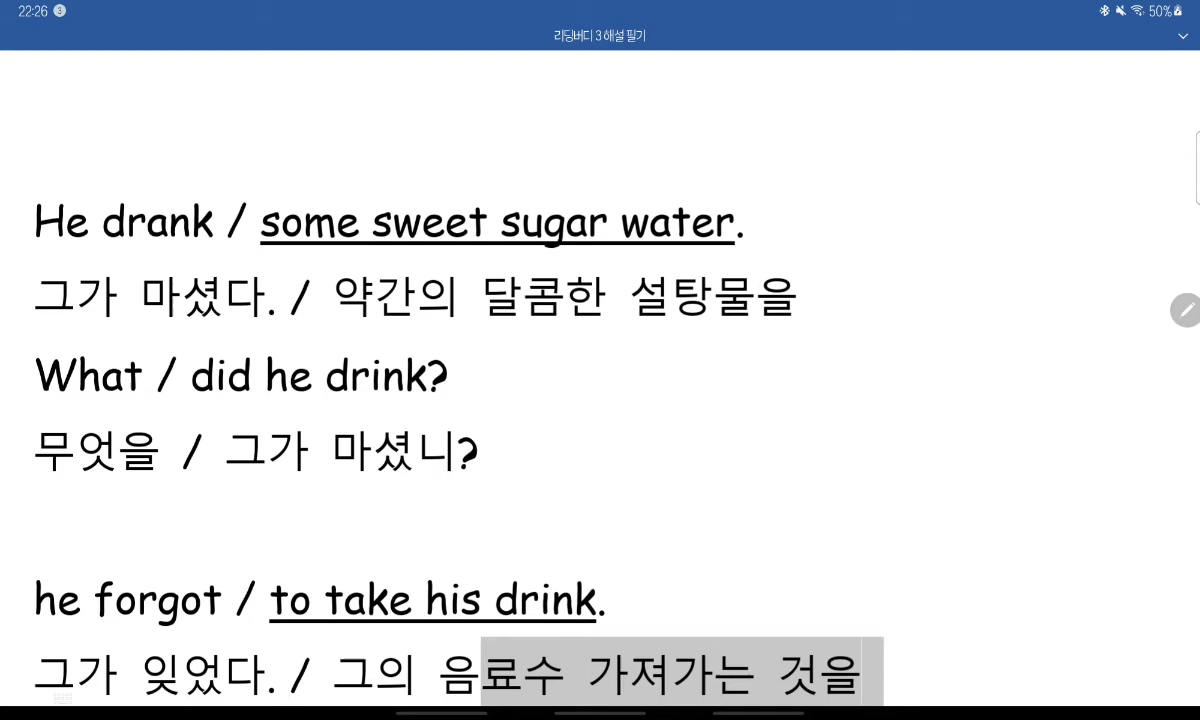 22:26 3 50%
리딩버디 3 해설 필기
He drank / some sweet sugar water.
그가 마셨다. / 약간의 달콤한 설탕물을
What / did he drink?
무엇을 / 그가 마셨니?
he forgot / to take his drink.
그가 잊었다. / 그의 음료수 가져가는 것을